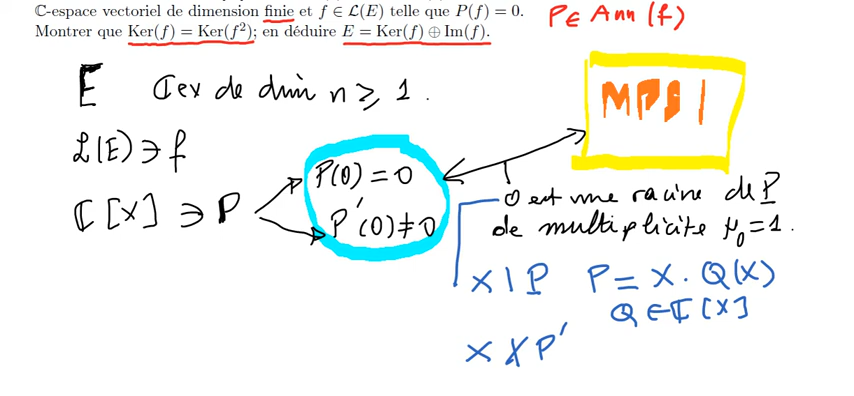 ℂ-espace vectoriel de dimension finie et f ∈ ℒ(E) telle que P(f) = 0.
Montrer que Ker(f) = Ker(f²); en déduire E = Ker(f) ⊕ Im(f).
P ∈ Ann(f)
E ℂev de dim n ⩾ 1.
MPSI
ℒ(E) ∋ f
P(0) = 0
ℂ[X] ∋ P
P'(0) ≠ 0
0 est une racine de P
de multiplicité μ₀ = 1.
X | P P = X · Q(X)
Q ∈ ℂ[X]
X ∤ P'